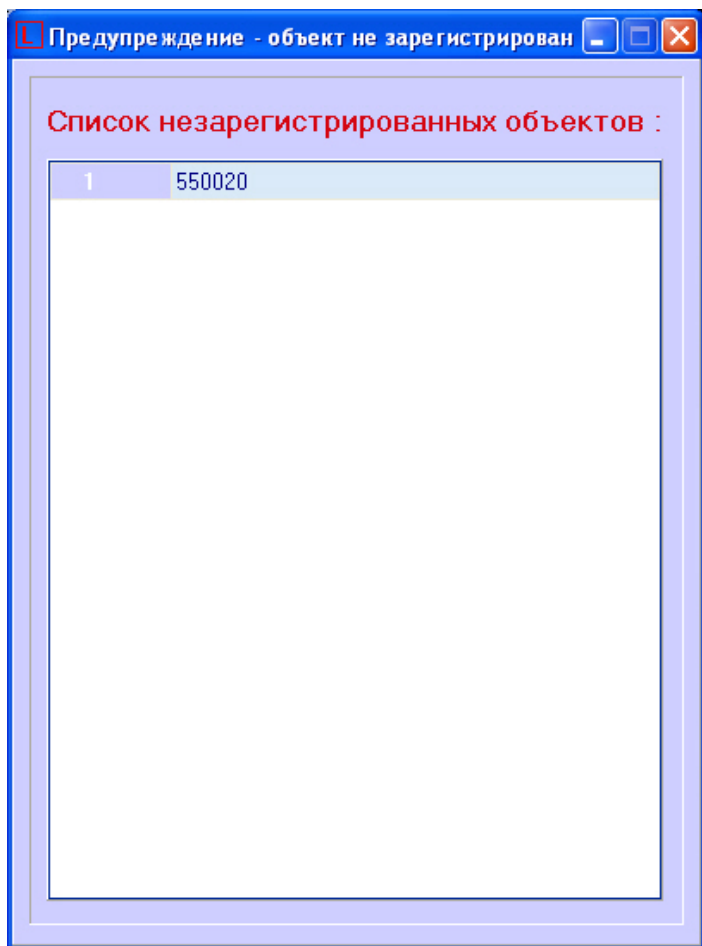 L Предупреждение - объект не зарегистрирован
Список незарегистрированных объектов :
1 550020